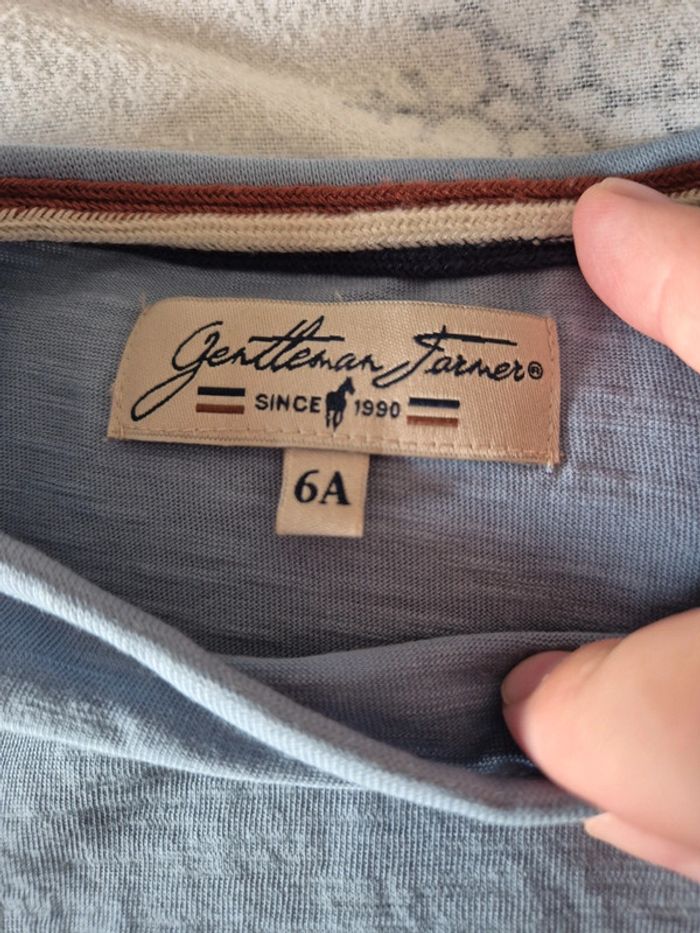 Gentleman Farmer®
SINCE 1990
6A